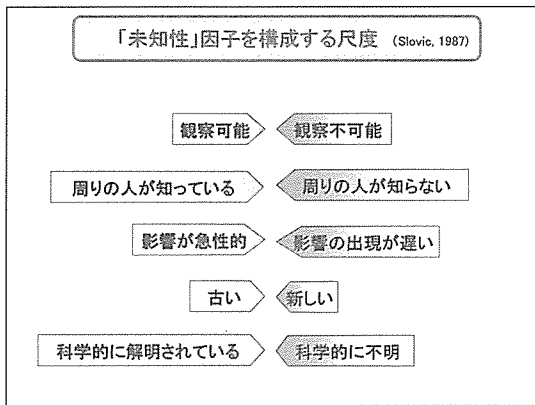 「未知性」因子を構成する尺度 (Slovic, 1987)
観察可能 観察不可能
周りの人が知っている 周りの人が知らない
影響が急性的 影響の出現が遅い
古い 新しい
科学的に解明されている 科学的に不明